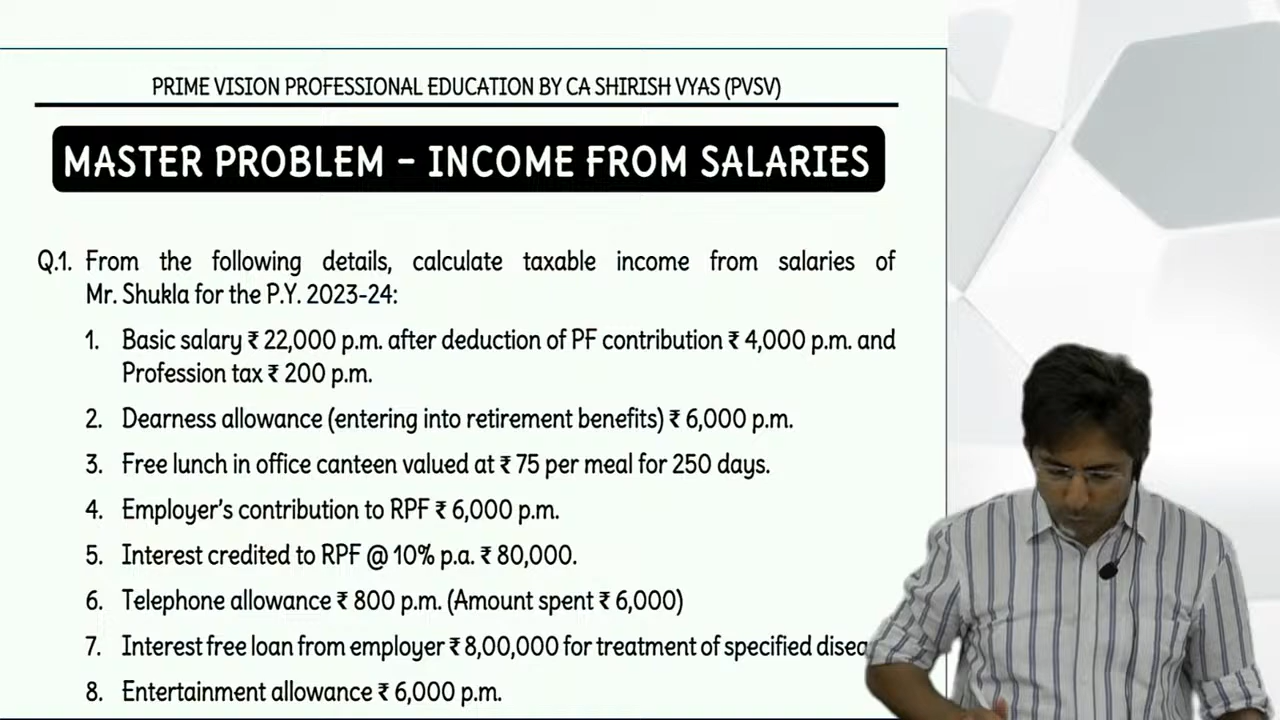 PRIME VISION PROFESSIONAL EDUCATION BY CA SHIRISH VYAS (PVSV)
MASTER PROBLEM – INCOME FROM SALARIES
Q.1. From the following details, calculate taxable income from salaries of
Mr. Shukla for the P.Y. 2023-24:
1. Basic salary ₹ 22,000 p.m. after deduction of PF contribution ₹ 4,000 p.m. and
Profession tax ₹ 200 p.m.
2. Dearness allowance (entering into retirement benefits) ₹ 6,000 p.m.
3. Free lunch in office canteen valued at ₹ 75 per meal for 250 days.
4. Employer's contribution to RPF ₹ 6,000 p.m.
5. Interest credited to RPF @ 10% p.a. ₹ 80,000.
6. Telephone allowance ₹ 800 p.m. (Amount spent ₹ 6,000)
7. Interest free loan from employer ₹ 8,00,000 for treatment of specified
8. Entertainment allowance ₹ 6,000 p.m.